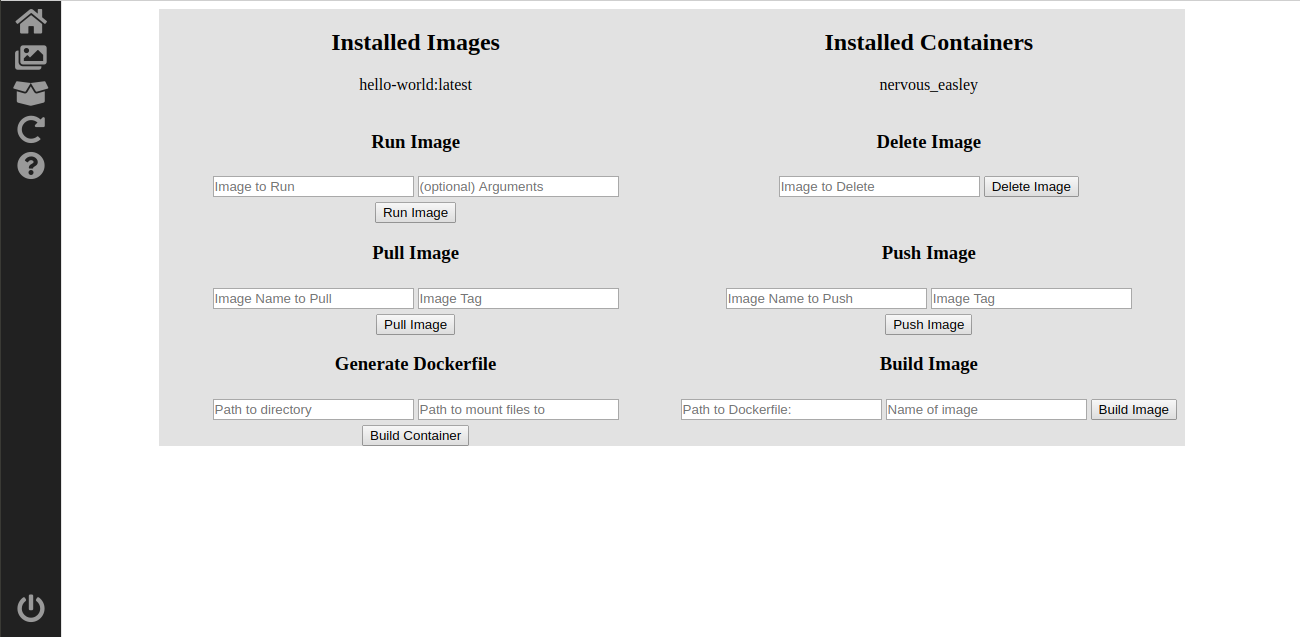 Installed Images
Installed Containers
hello-world:latest
nervous_easley
Run Image
Delete Image
Image to Run
(optional) Arguments
Run Image
Image to Delete
Delete Image
Pull Image
Push Image
Image Name to Pull
Image Tag
Pull Image
Image Name to Push
Image Tag
Push Image
Generate Dockerfile
Build Image
Path to directory
Path to mount files to
Build Container
Path to Dockerfile:
Name of image
Build Image